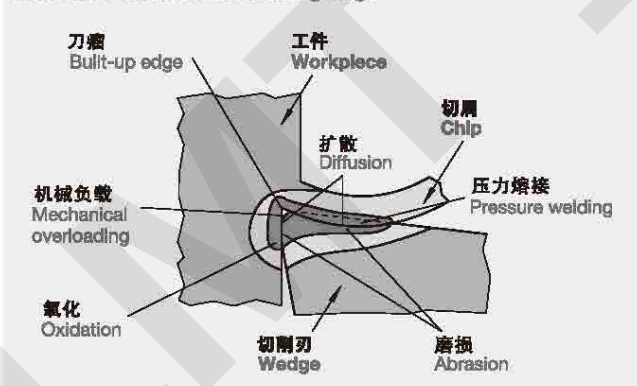 刀瘤
Built-up edge
工件
Workpiece
切屑
Chip
扩散
Diffusion
压力熔接
Pressure welding
机械负载
Mechanical
overloading
氧化
Oxidation
切削刃
Wedge
磨损
Abrasion